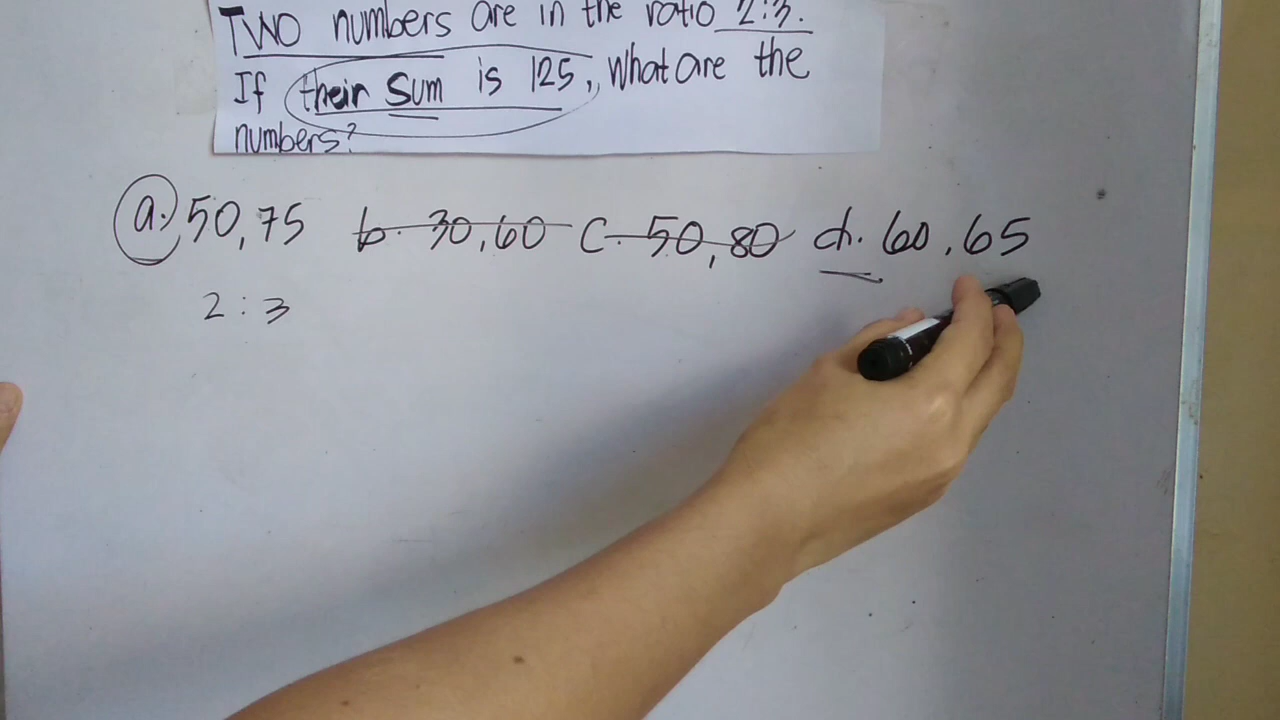 TWO numbers are in the ratio 2:3.
If their sum is 125, what are the
numbers?
a. 50,75 b. 30,60 c. 50,80 d. 60,65
2:3